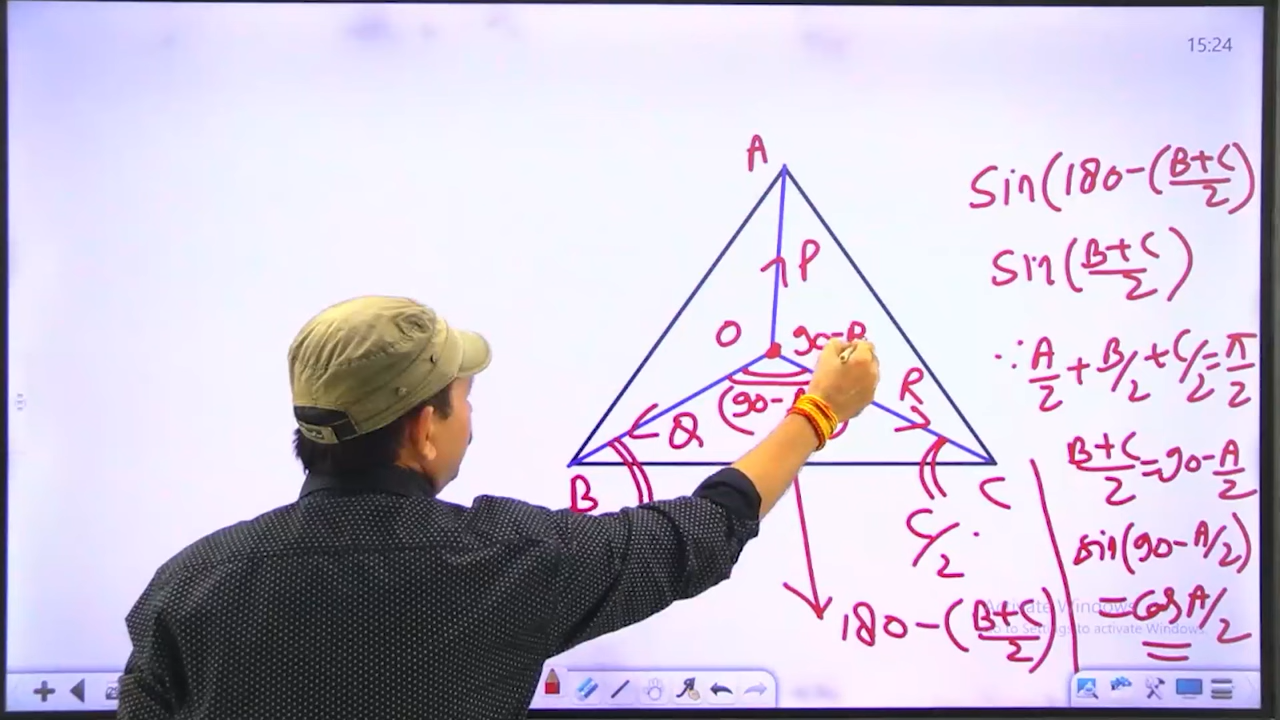 15:24
A
Sin(180-(B+C/2)
P
Sin(B+C/2)
O
90-B
∵ A/2 + B/2 + C/2 = π/2
R
(90-
Q
B+C/2 = 90-A/2
B
C
C/2
sin(90-A/2)
Activate Windows
= Cos A/2
180-(B+C/2)
Go to Settings to activate Windows.